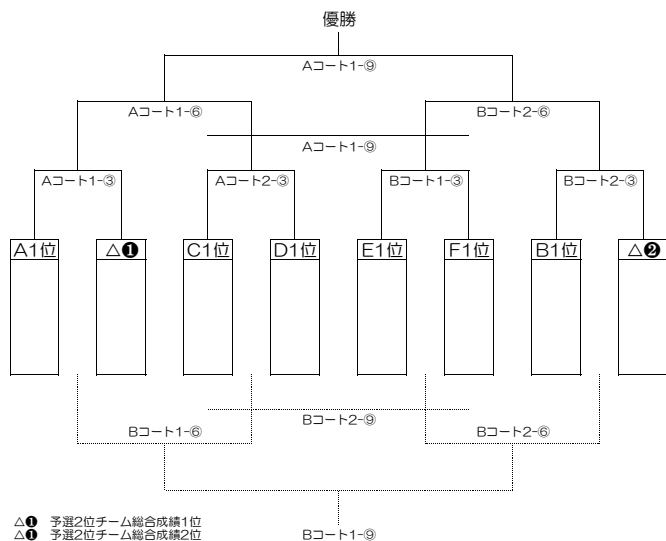 優勝
Aコート1-⑨
Aコート1-⑥
Bコート2-⑥
Aコート1-⑨
Aコート1-③
Aコート2-③
Bコート1-③
Bコート2-③
A1位
△❶
C1位
D1位
E1位
F1位
B1位
△❷
Bコート2-⑨
Bコート1-⑥
Bコート2-⑥
△❶ 予選2位チーム総合成績1位
△❶ 予選2位チーム総合成績2位
Bコート1-⑨